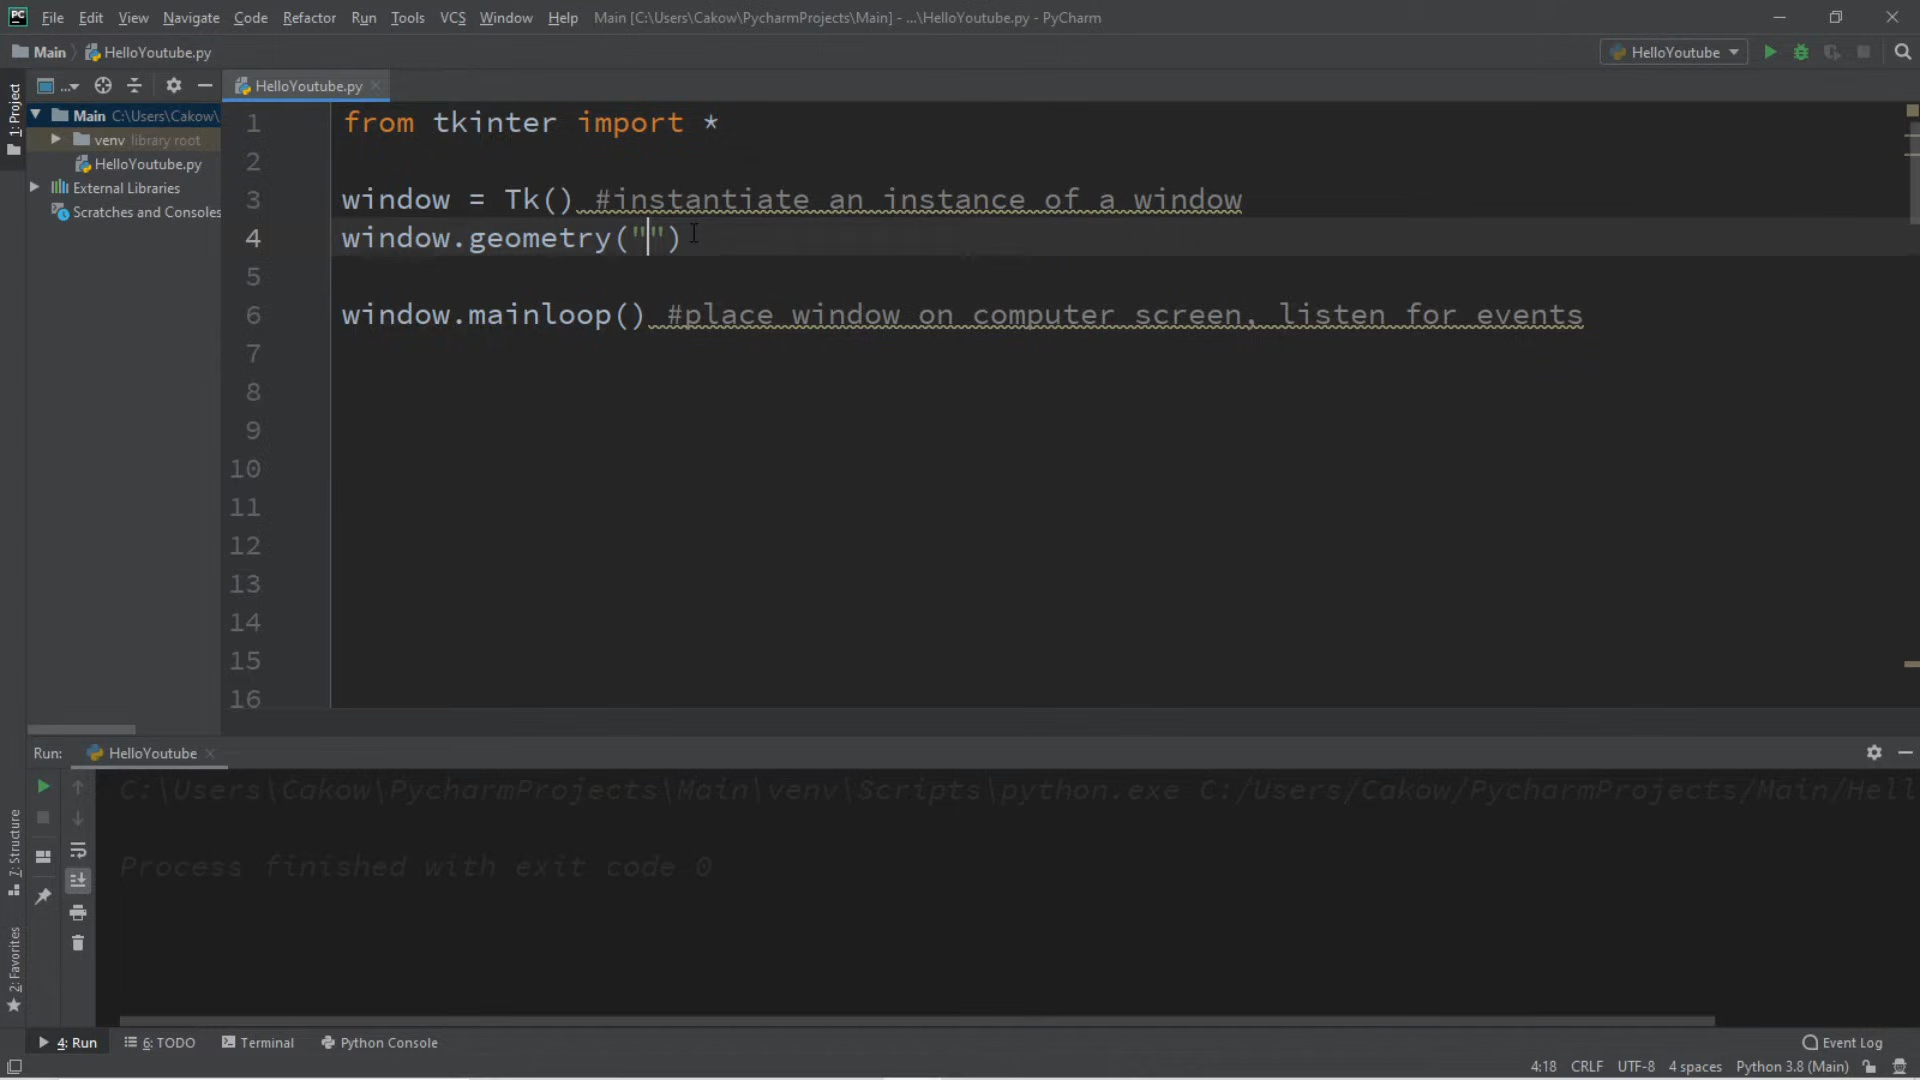 PC File Edit View Navigate Code Refactor Run Tools VCS Window Help Main [C:\Users\Cakow\PycharmProjects\Main] - ...\HelloYoutube.py - PyCharm
Main HelloYoutube.py HelloYoutube
1: Project
... HelloYoutube.py
Main C:\Users\Cakow\
venv library root
HelloYoutube.py
External Libraries
Scratches and Consoles
1 from tkinter import *
2
3 window = Tk() #instantiate an instance of a window
4 window.geometry("")
5
6 window.mainloop() #place window on computer screen, listen for events
7
8
9
10
11
12
13
14
15
16
Run: HelloYoutube
C:\Users\Cakow\PycharmProjects\Main\venv\Scripts\python.exe C:/Users/Cakow/PycharmProjects/Main/Hell
Process finished with exit code 0
7: Structure
2: Favorites
4: Run 6: TODO Terminal Python Console Event Log
4:18 CRLF UTF-8 4 spaces Python 3.8 (Main)